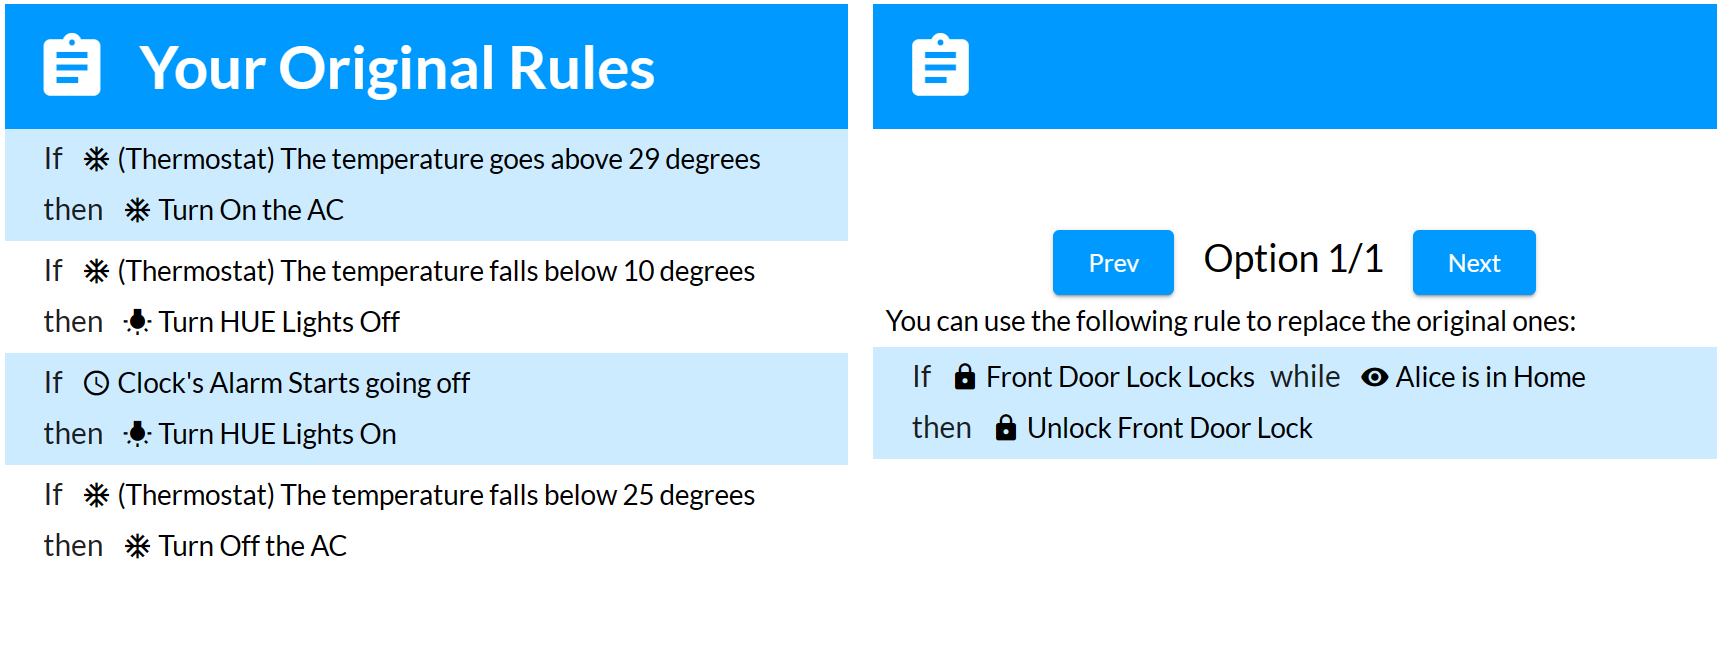 Your Original Rules
If (Thermostat) The temperature goes above 29 degrees
then Turn On the AC
If (Thermostat) The temperature falls below 10 degrees
then Turn HUE Lights Off
If Clock's Alarm Starts going off
then Turn HUE Lights On
If (Thermostat) The temperature falls below 25 degrees
then Turn Off the AC
Prev Option 1/1 Next
You can use the following rule to replace the original ones:
If Front Door Lock Locks while Alice is in Home
then Unlock Front Door Lock